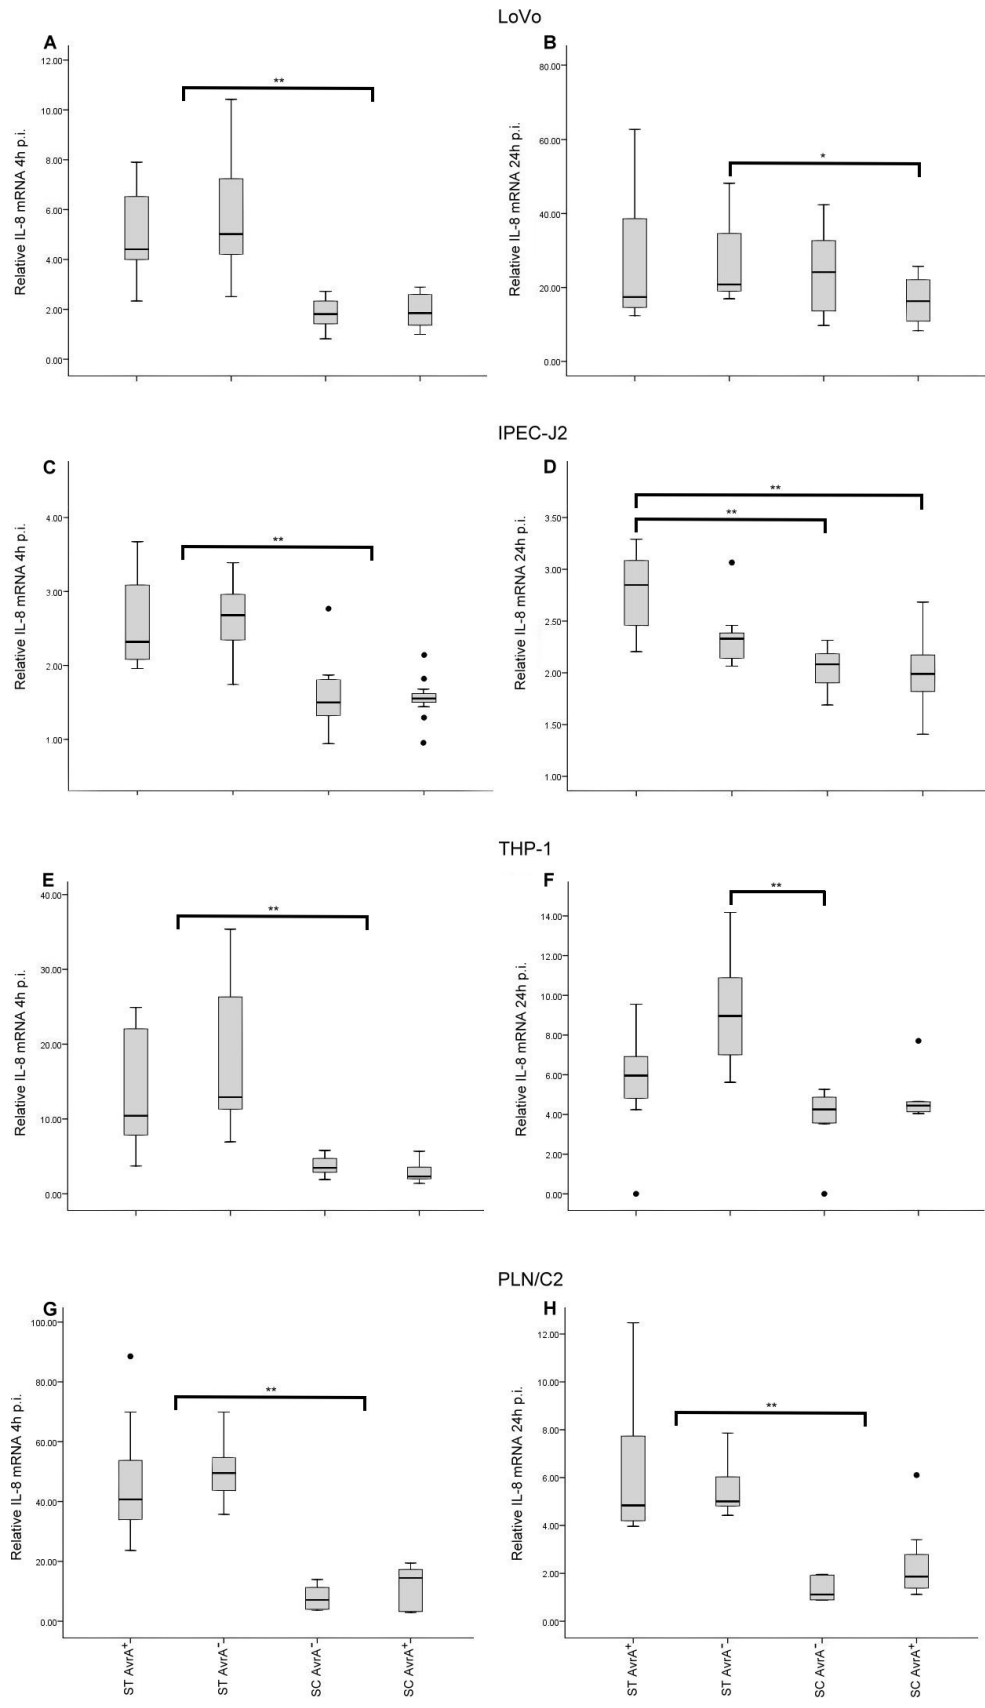 LoVo
A
B
Relative IL-8 mRNA 4h p.i.
12.00
10.00
8.00
6.00
4.00
2.00
0.00
**
Relative IL-8 mRNA 24h p.i.
80.00
60.00
40.00
20.00
0.00
*
IPEC-J2
C
D
Relative IL-8 mRNA 4h p.i.
4.00
3.00
2.00
1.00
**
Relative IL-8 mRNA 24h p.i.
3.50
3.00
2.50
2.00
1.50
1.00
**
**
THP-1
E
F
Relative IL-8 mRNA 4h p.i.
40.00
30.00
20.00
10.00
0.00
**
Relative IL-8 mRNA 24h p.i.
14.00
12.00
10.00
8.00
6.00
4.00
2.00
0.00
**
PLN/C2
G
H
Relative IL-8 mRNA 4h p.i.
100.00
80.00
60.00
40.00
20.00
0.00
**
Relative IL-8 mRNA 24h p.i.
12.00
10.00
8.00
6.00
4.00
2.00
0.00
**
ST AvrA⁺
ST AvrA⁻
SC AvrA⁻
SC AvrA⁺
ST AvrA⁺
ST AvrA⁻
SC AvrA⁻
SC AvrA⁺